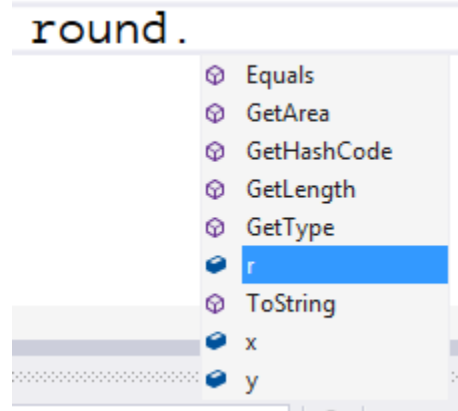 round.
Equals
GetArea
GetHashCode
GetLength
GetType
r
ToString
x
y